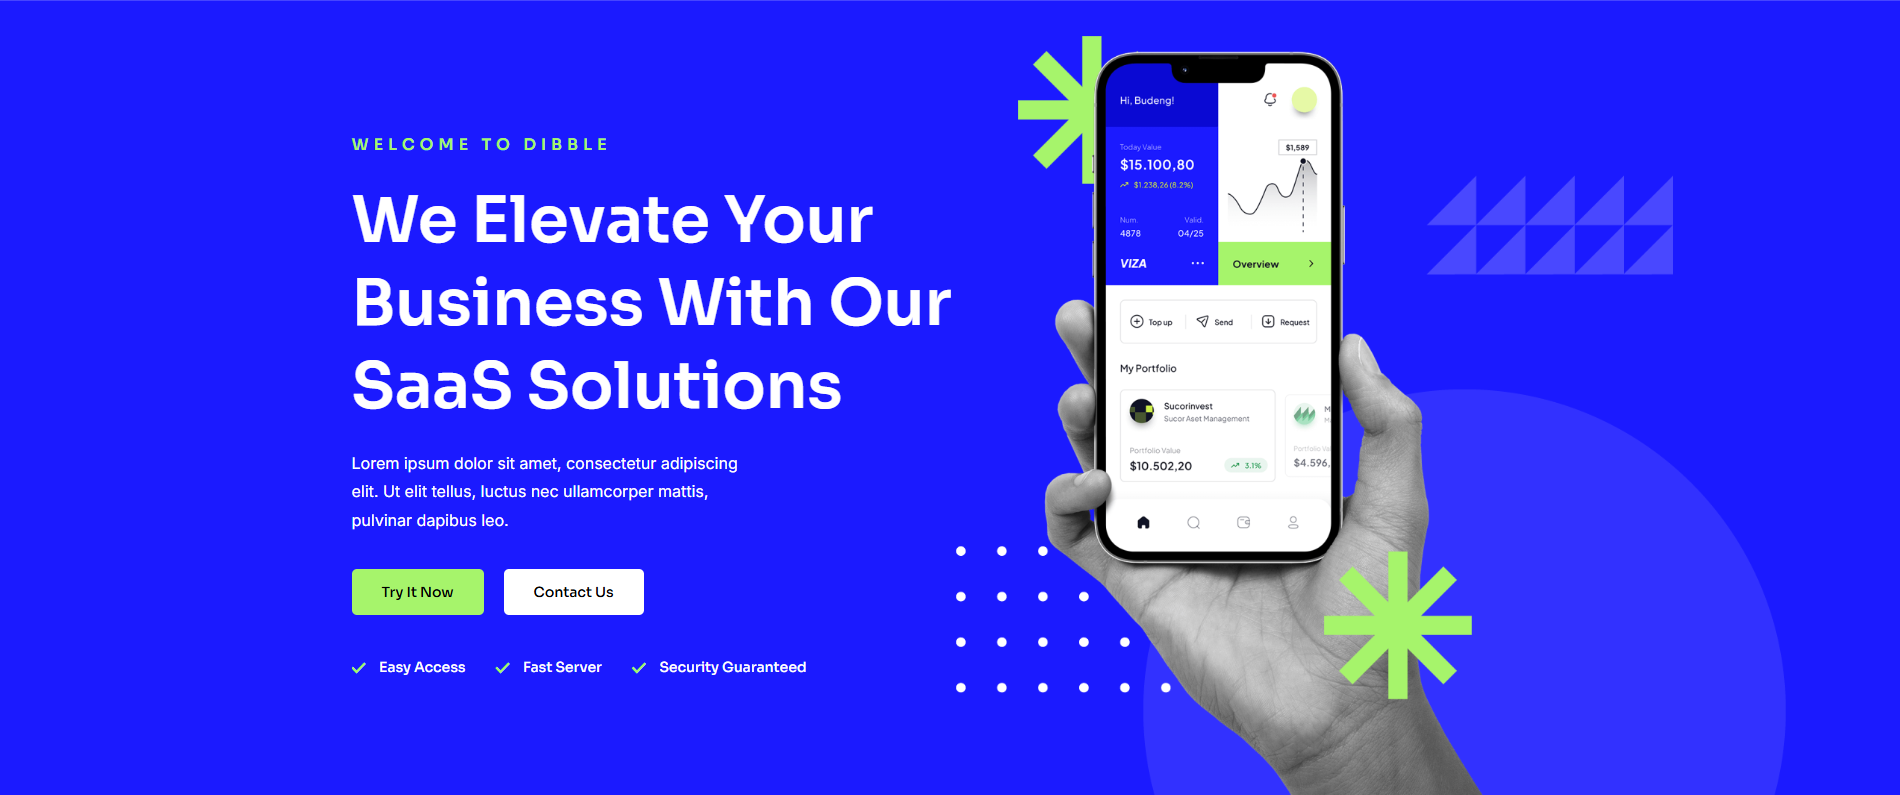 WELCOME TO DIBBLE
We Elevate Your
Business With Our
SaaS Solutions
Lorem ipsum dolor sit amet, consectetur adipiscing
elit. Ut elit tellus, luctus nec ullamcorper mattis,
pulvinar dapibus leo.
Try It Now
Contact Us
Easy Access
Fast Server
Security Guaranteed
Hi, Budeng!
Today Value
$15.100,80
$1.238,26 (8.2%)
Num.
4878
Valid.
04/25
VIZA
$1,589
Overview
Top up
Send
Request
My Portfolio
Sucorinvest
Sucor Aset Management
Portfolio Value
$10.502,20
3.1%
M
Portfolio Va
$4.596,